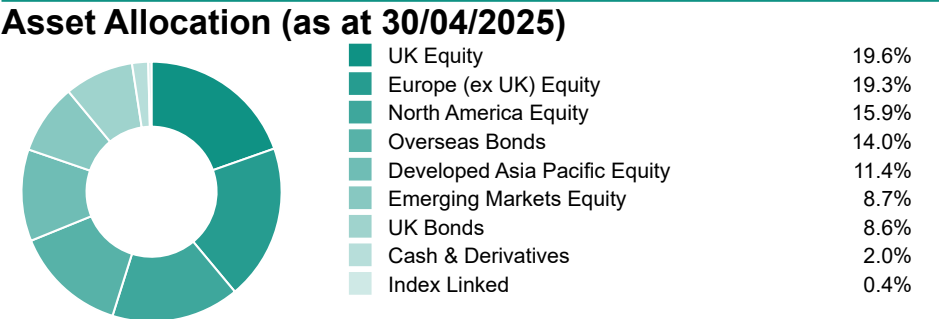 Asset Allocation (as at 30/04/2025)
UK Equity 19.6%
Europe (ex UK) Equity 19.3%
North America Equity 15.9%
Overseas Bonds 14.0%
Developed Asia Pacific Equity 11.4%
Emerging Markets Equity 8.7%
UK Bonds 8.6%
Cash & Derivatives 2.0%
Index Linked 0.4%